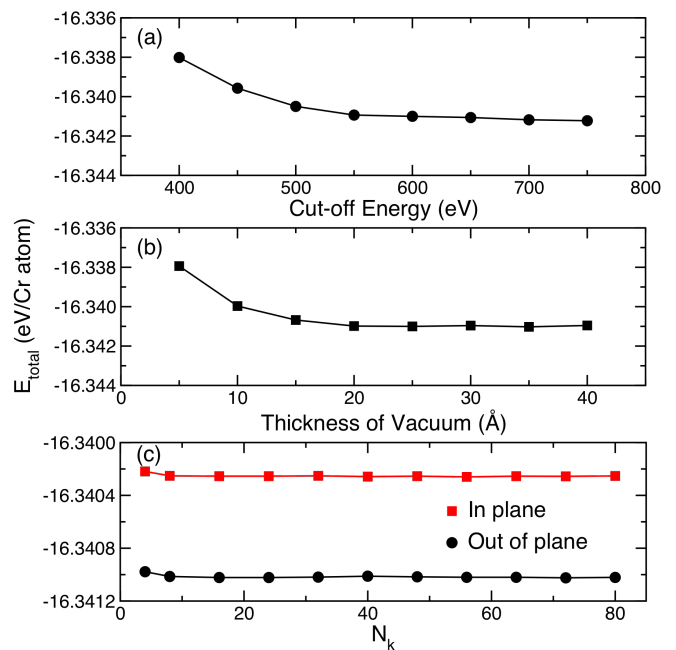 -16.336
(a)
-16.338
-16.340
-16.342
-16.344
400 500 600 700 800
Cut-off Energy (eV)
E_total (eV/Cr atom)
-16.336
(b)
-16.338
-16.340
-16.342
-16.344
0 10 20 30 40
Thickness of Vacuum (Å)
-16.3400
(c)
-16.3404
In plane
Out of plane
-16.3408
-16.3412
0 20 40 60 80
N_k